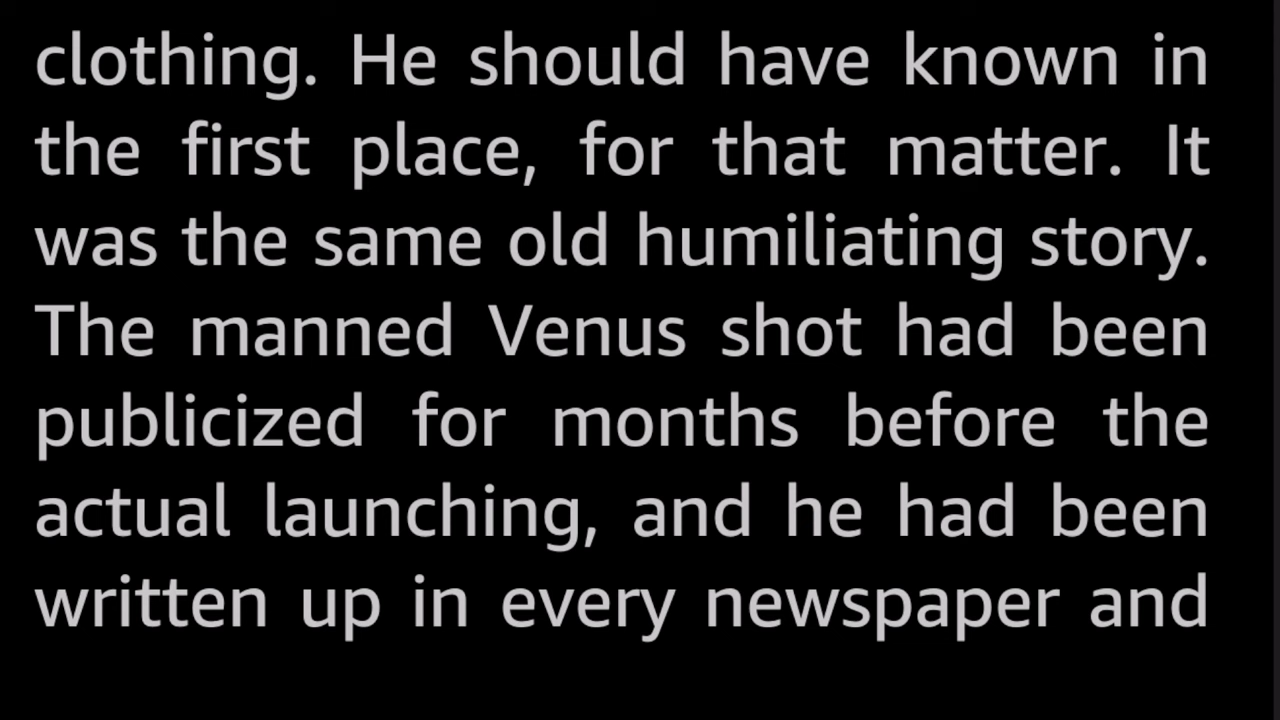 clothing. He should have known in
the first place, for that matter. It
was the same old humiliating story.
The manned Venus shot had been
publicized for months before the
actual launching, and he had been
written up in every newspaper and